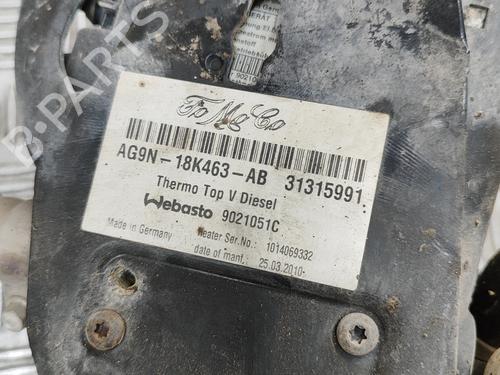 GERÄT
B-Parts
FoMoCo
AG9N-18K463-AB 31315991
Thermo Top V Diesel
Webasto 9021051C
Made in Germany Heater Ser.No.: 1014069332
date of manf.: 25.03.2010